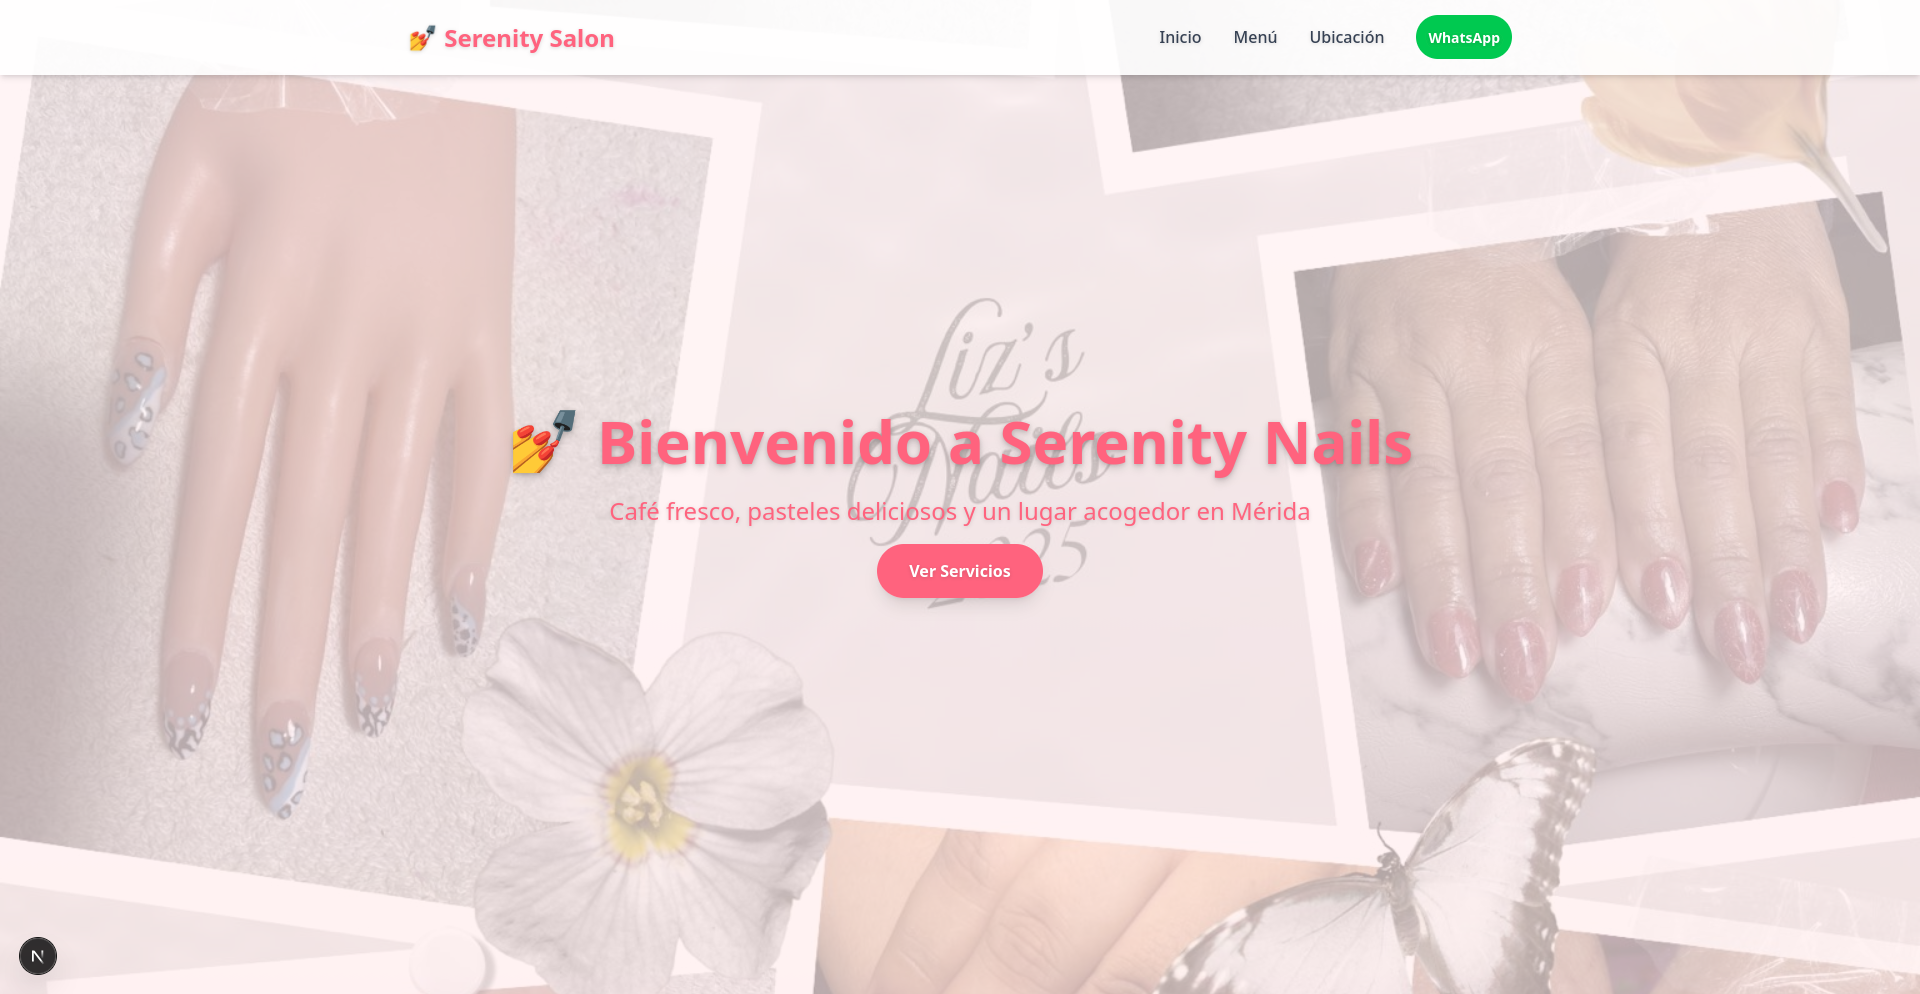 💅 Serenity Salon
Inicio
Menú
Ubicación
WhatsApp
Liz's
Nails
💅 Bienvenido a Serenity Nails
Café fresco, pasteles deliciosos y un lugar acogedor en Mérida
Ver Servicios
N